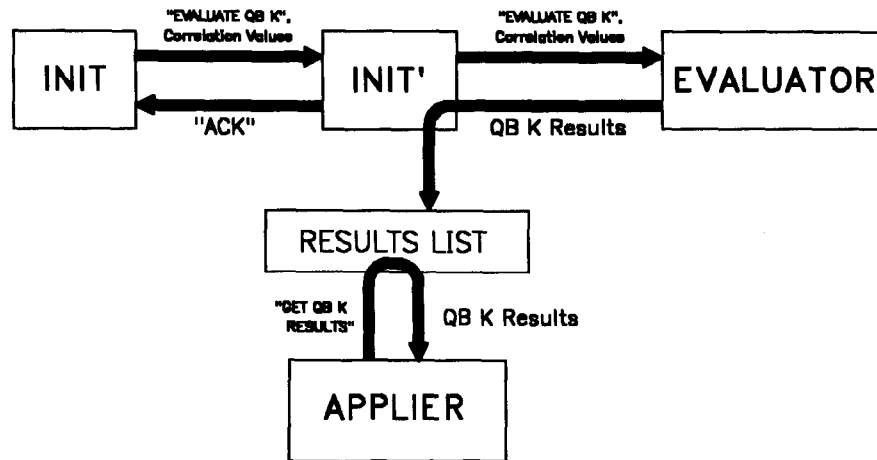 "EVALUATE QB K",
Correlation Values
"EVALUATE QB K",
Correlation Values
INIT
INIT'
EVALUATOR
"ACK"
QB K Results
RESULTS LIST
"GET QB K
RESULTS"
QB K Results
APPLIER